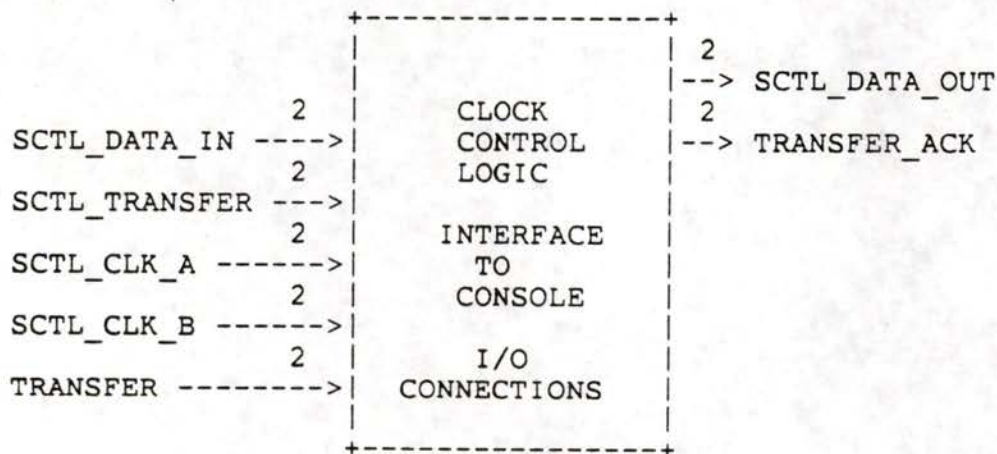 2
--> SCTL_DATA_OUT
2 CLOCK 2
SCTL_DATA_IN ----> CONTROL --> TRANSFER_ACK
2 LOGIC
SCTL_TRANSFER --->
2 INTERFACE
SCTL_CLK_A ------> TO
2 CONSOLE
SCTL_CLK_B ------>
2 I/O
TRANSFER --------> CONNECTIONS